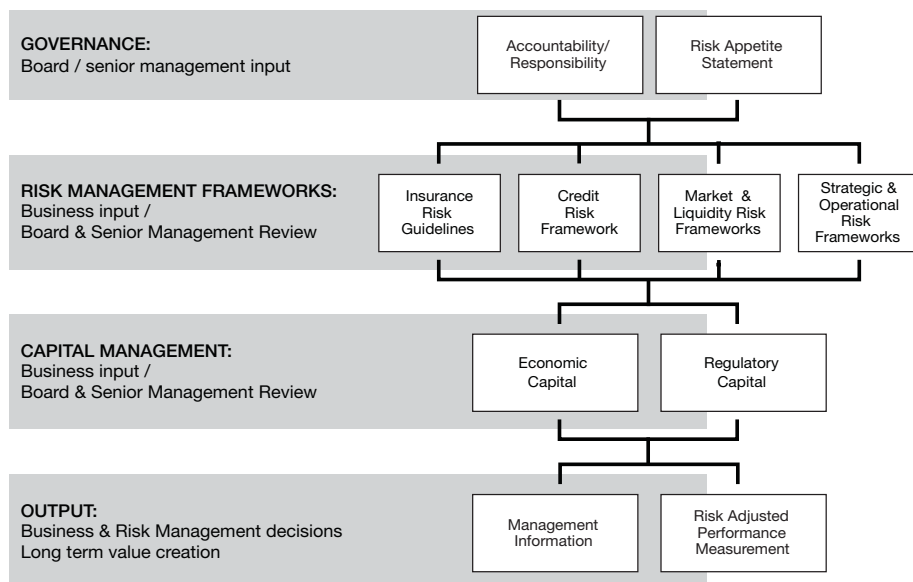 GOVERNANCE:
Board / senior management input
Accountability/
Responsibility
Risk Appetite
Statement
RISK MANAGEMENT FRAMEWORKS:
Business input /
Board & Senior Management Review
Insurance
Risk
Guidelines
Credit
Risk
Framework
Market &
Liquidity Risk
Frameworks
Strategic &
Operational
Risk
Frameworks
CAPITAL MANAGEMENT:
Business input /
Board & Senior Management Review
Economic
Capital
Regulatory
Capital
OUTPUT:
Business & Risk Management decisions
Long term value creation
Management
Information
Risk Adjusted
Performance
Measurement